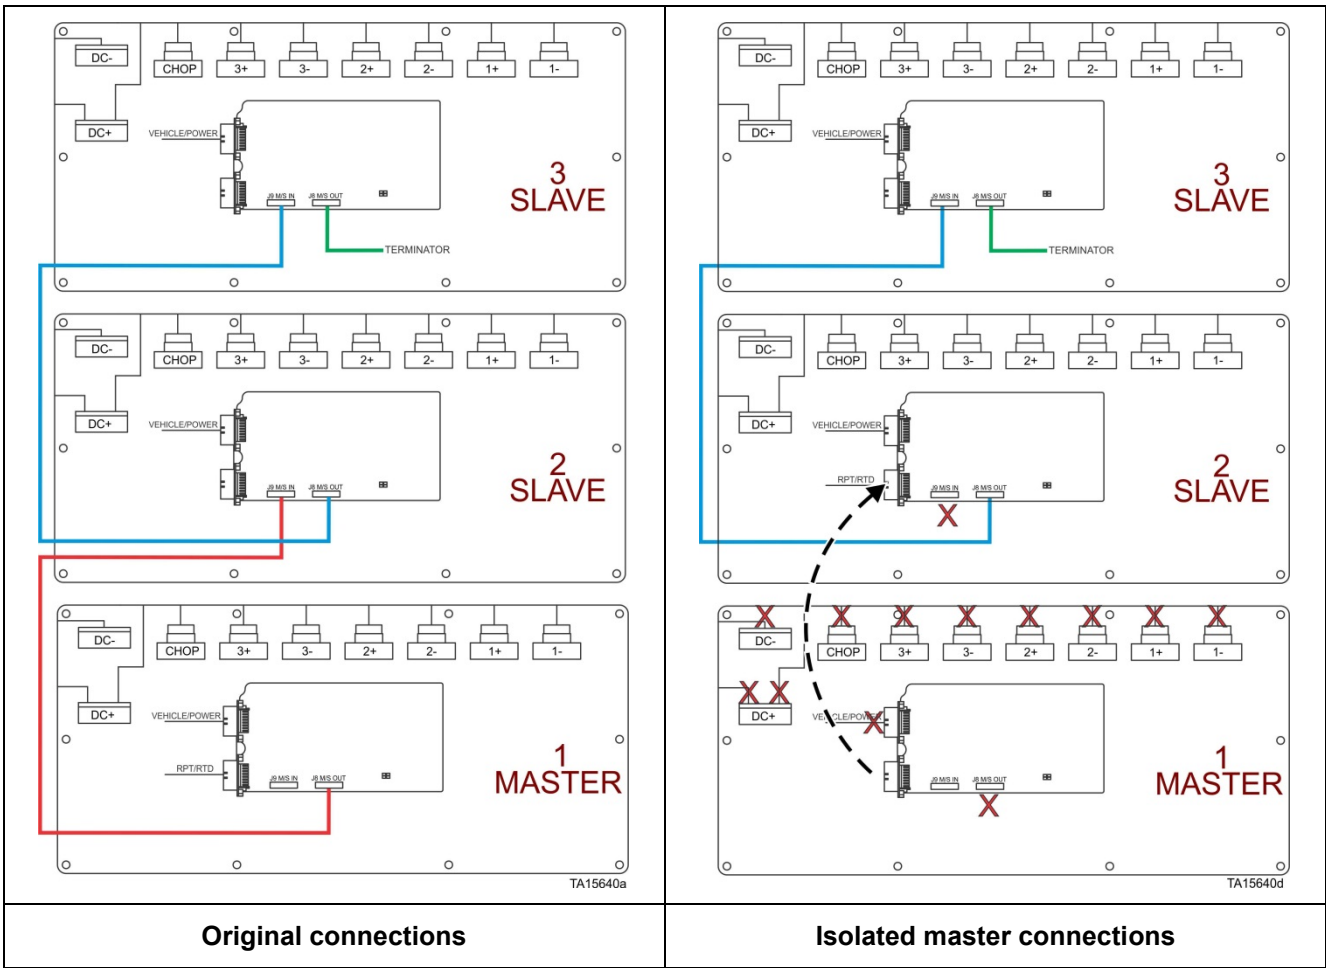 DC-
CHOP 3+ 3- 2+ 2- 1+ 1-
DC+
VEHICLE/POWER
J9 M/S IN J8 M/S OUT
3
SLAVE
TERMINATOR
DC-
CHOP 3+ 3- 2+ 2- 1+ 1-
DC+
VEHICLE/POWER
J9 M/S IN J8 M/S OUT
2
SLAVE
DC-
CHOP 3+ 3- 2+ 2- 1+ 1-
DC+
VEHICLE/POWER
RPT/RTD
J9 M/S IN J8 M/S OUT
1
MASTER
TA15640a
Original connections
DC-
CHOP 3+ 3- 2+ 2- 1+ 1-
DC+
VEHICLE/POWER
J9 M/S IN J8 M/S OUT
3
SLAVE
TERMINATOR
DC-
CHOP 3+ 3- 2+ 2- 1+ 1-
DC+
VEHICLE/POWER
RPT/RTD
J9 M/S IN J8 M/S OUT
X
2
SLAVE
X X X X X X X X
DC-
CHOP 3+ 3- 2+ 2- 1+ 1-
X X
DC+
VEHICLE/POWER
X
J9 M/S IN J8 M/S OUT
X
1
MASTER
TA15640d
Isolated master connections